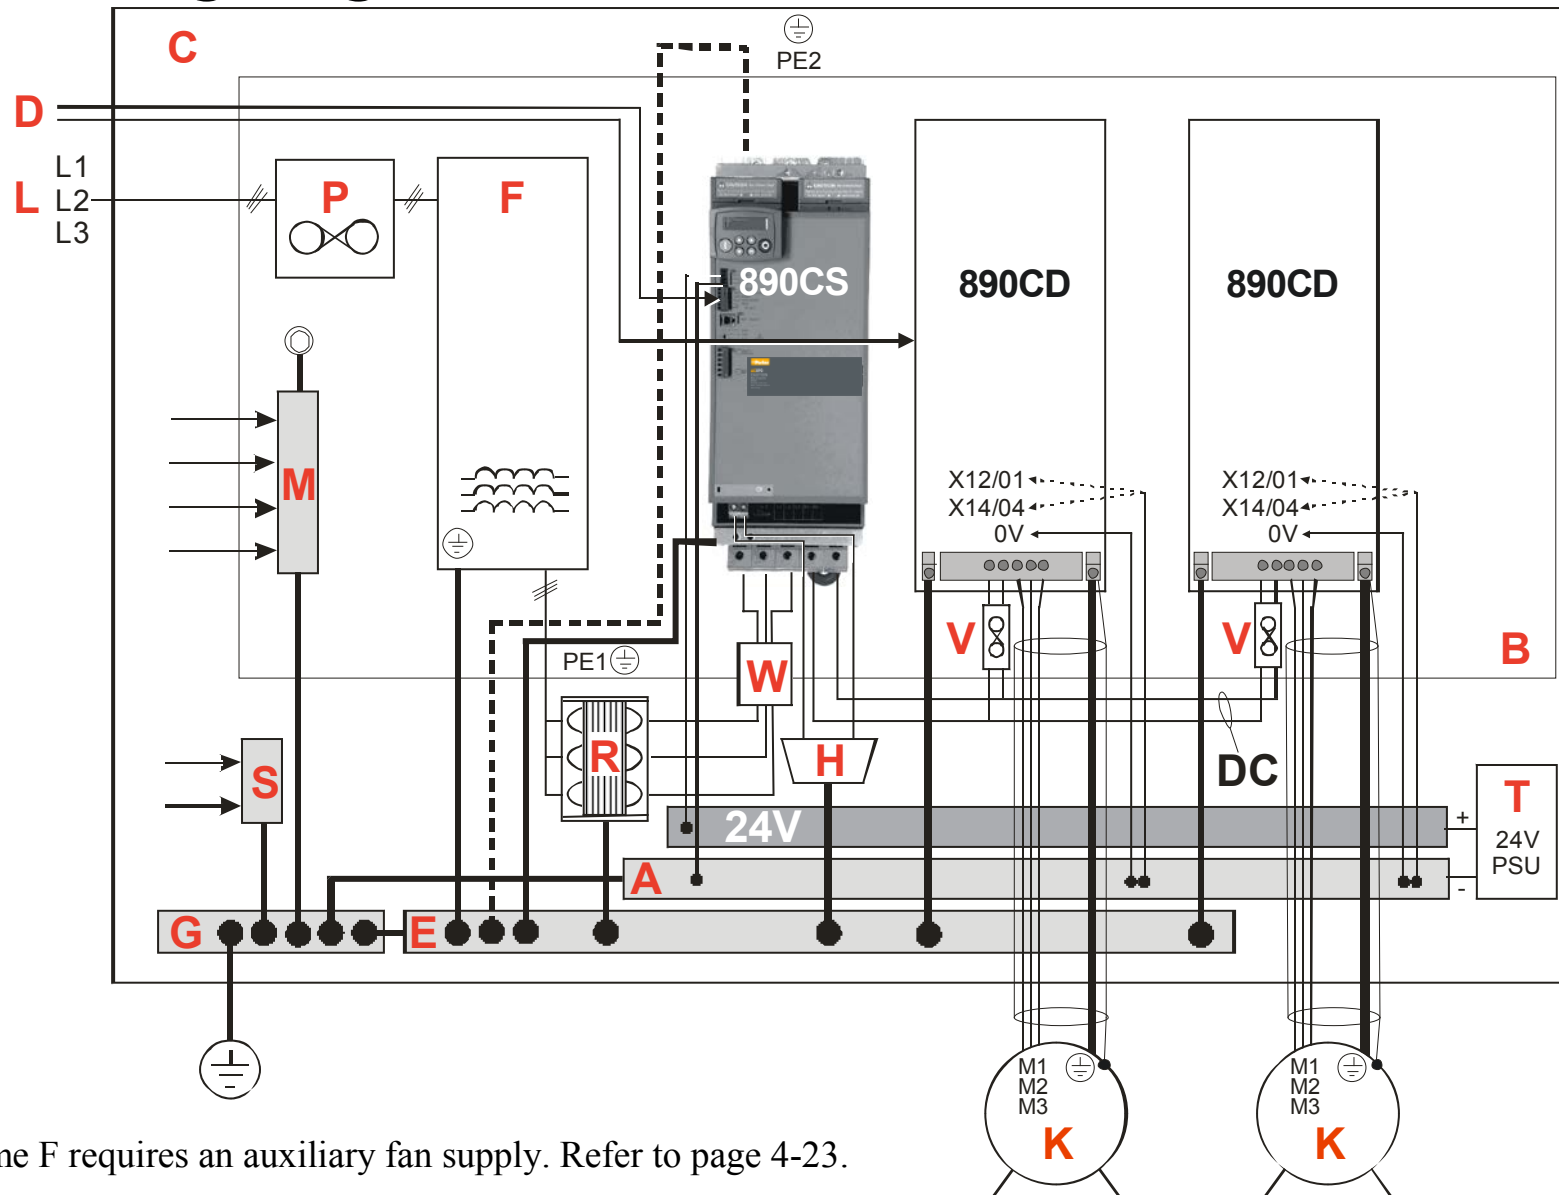 C
PE2
D
L1
L L2
L3
P
F
890CS
890CD
890CD
M
X12/01
X14/04
0V
X12/01
X14/04
0V
PE1
W
V
V
B
S
R
H
DC
T
24V
PSU
24V
+
A
-
G
E
M1
M2
M3
K
M1
M2
M3
K
me F requires an auxiliary fan supply. Refer to page 4-23.